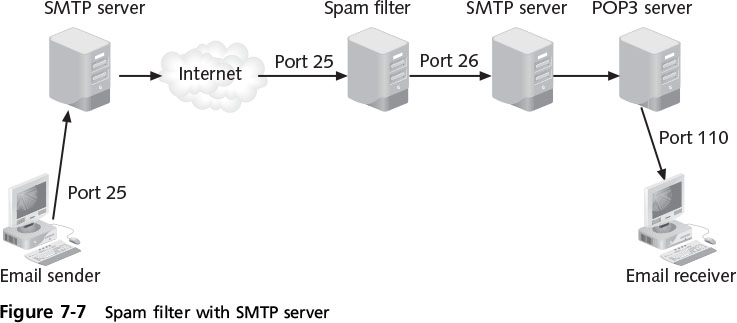 SMTP server
Spam filter
SMTP server
POP3 server
Internet
Port 25
Port 26
Port 110
Port 25
Email sender
Email receiver
Figure 7-7 Spam filter with SMTP server